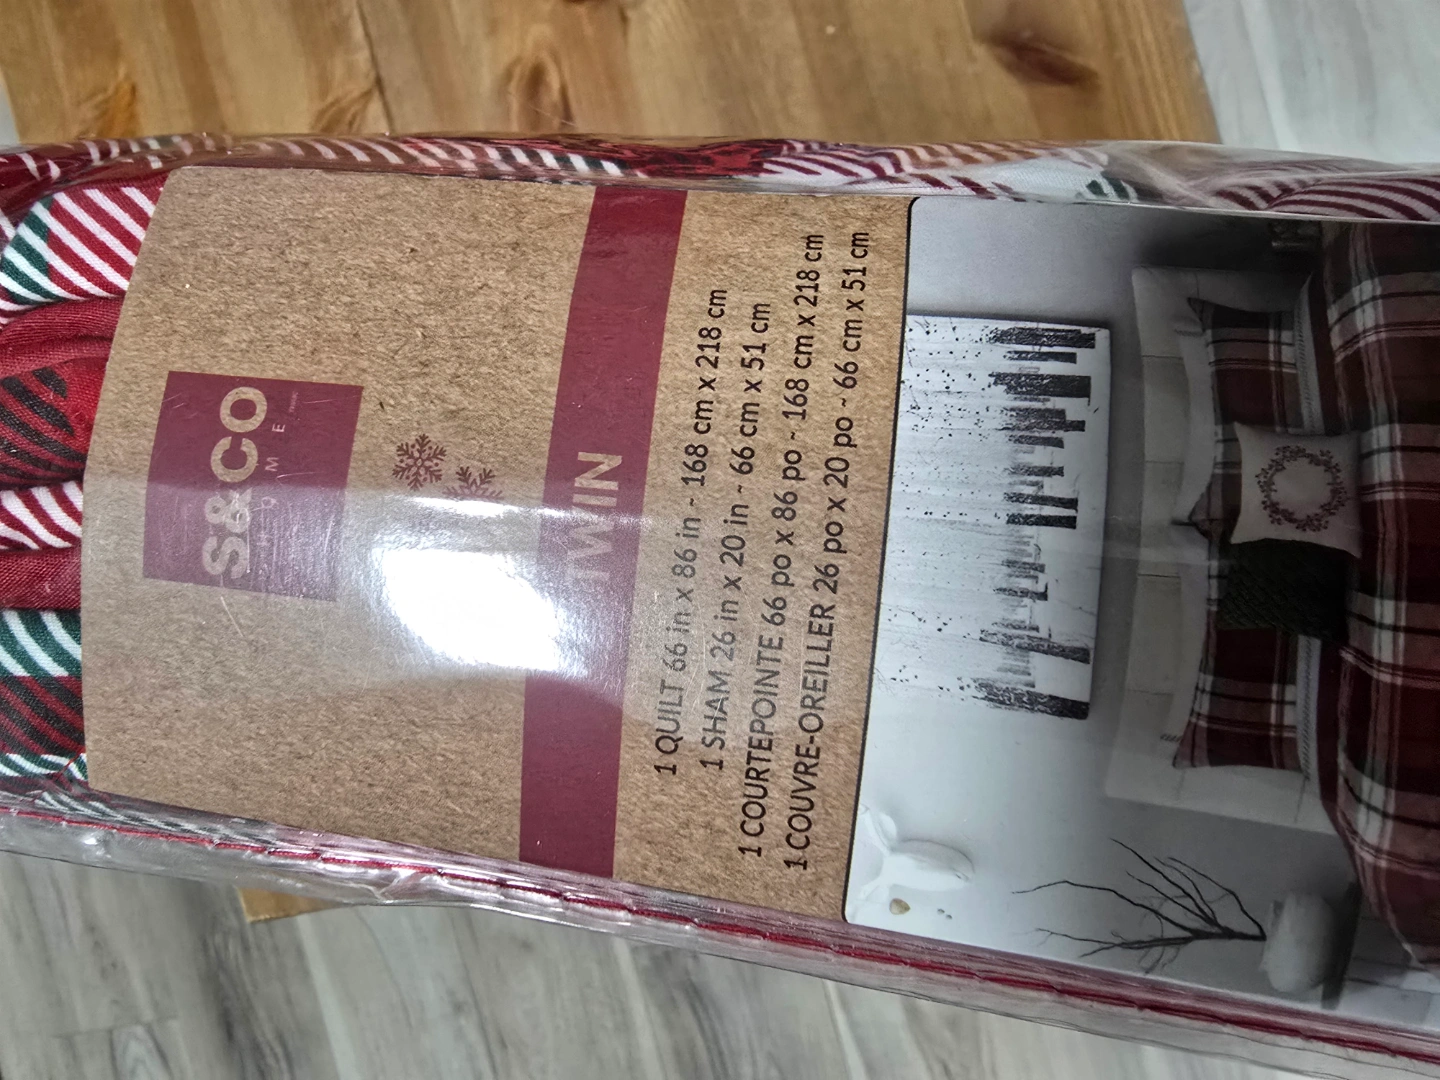 S&CO
HOME
TWIN
1 QUILT 66 in x 86 in ~ 168 cm x 218 cm
1 SHAM 26 in x 20 in ~ 66 cm x 51 cm
1 COURTEPOINTE 66 po x 86 po ~ 168 cm x 218 cm
1 COUVRE-OREILLER 26 po x 20 po ~ 66 cm x 51 cm